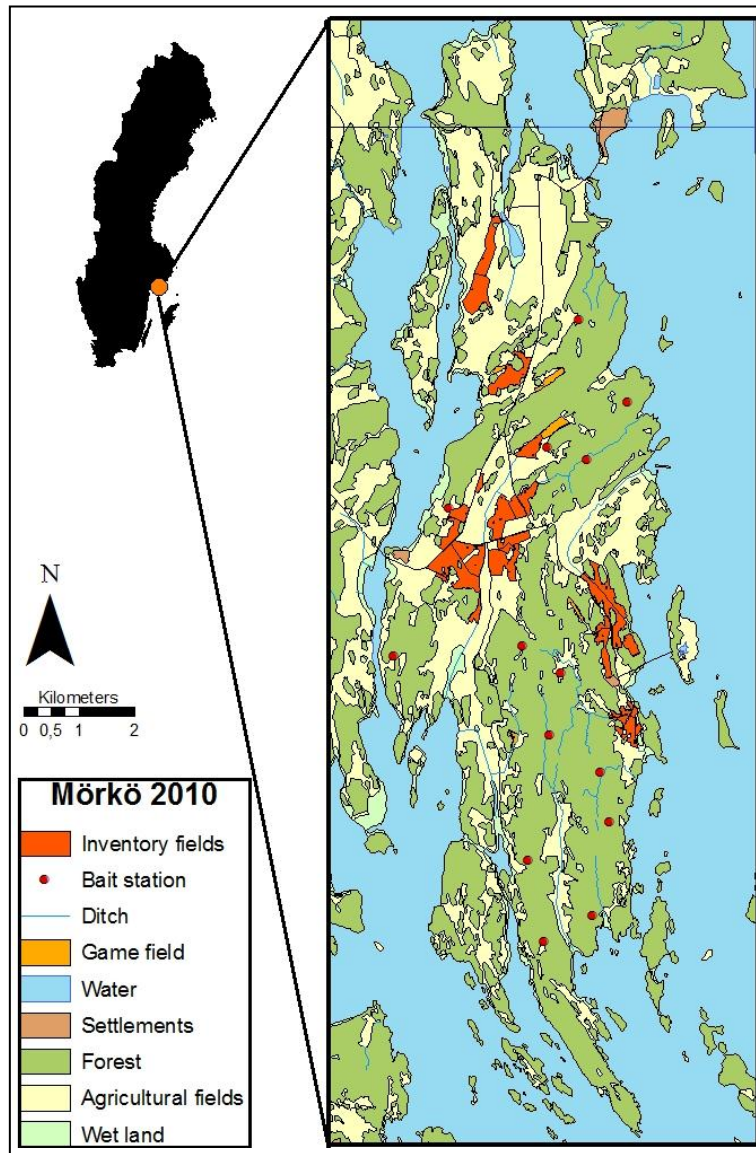 N
Kilometers
0 0,5 1 2
Mörkö 2010
Inventory fields
Bait station
Ditch
Game field
Water
Settlements
Forest
Agricultural fields
Wet land